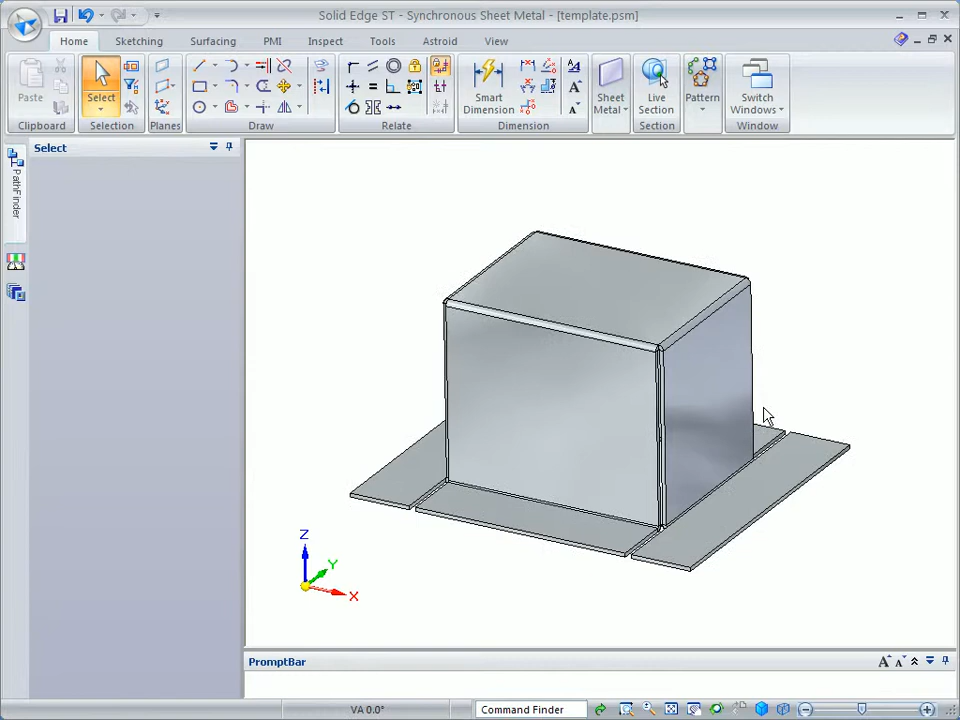 Solid Edge ST - Synchronous Sheet Metal - [template.psm]
Home Sketching Surfacing PMI Inspect Tools Astroid View
Paste
Select
Smart
Dimension
Sheet
Metal
Live
Section
Pattern
Switch
Windows
Clipboard Selection Planes Draw Relate Dimension Section Window
Select
PathFinder
Z
Y
X
PromptBar
VA 0.0° Command Finder